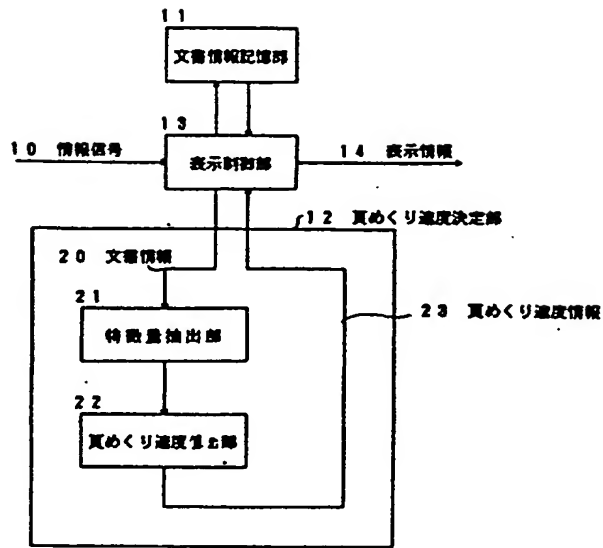 11
文書情報記憶部
13
10 情報信号
表示制御部
14 表示情報
12 頁めくり速度決定部
20 文書情報
21
特徴量抽出部
23 頁めくり速度情報
22
頁めくり速度算出部